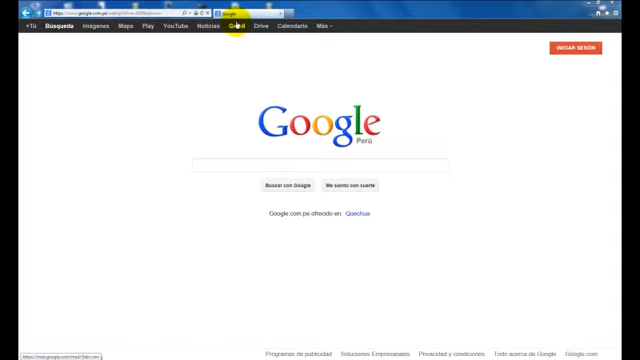 Google
+Tú Búsqueda Imágenes Maps Play YouTube Noticias Gmail Drive Calendario Más
INICIAR SESIÓN
Google
Perú
Buscar con Google Me siento con suerte
Google.com.pe ofrecido en: Quechua
Programas de publicidad Soluciones Empresariales Privacidad y condiciones Todo acerca de Google Google.com